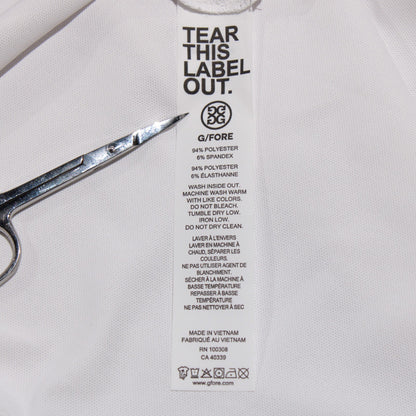 TEAR
THIS
LABEL
OUT.
G/FORE
94% POLYESTER
6% SPANDEX
94% POLYESTER
6% ÉLASTHANNE
WASH INSIDE OUT.
MACHINE WASH WARM
WITH LIKE COLORS.
DO NOT BLEACH.
TUMBLE DRY LOW.
IRON LOW.
DO NOT DRY CLEAN.
LAVER À L'ENVERS
LAVER EN MACHINE À
CHAUD, SÉPARER LES
COULEURS.
NE PAS UTILISER AGENT DE
BLANCHIMENT.
SÉCHER À LA MACHINE À
BASSE TEMPÉRATURE
REPASSER À BASSE
TEMPÉRATURE
NE PAS NETTOYER À SEC
MADE IN VIETNAM
FABRIQUÉ AU VIETNAM
RN 100308
CA 40339
www.gfore.com